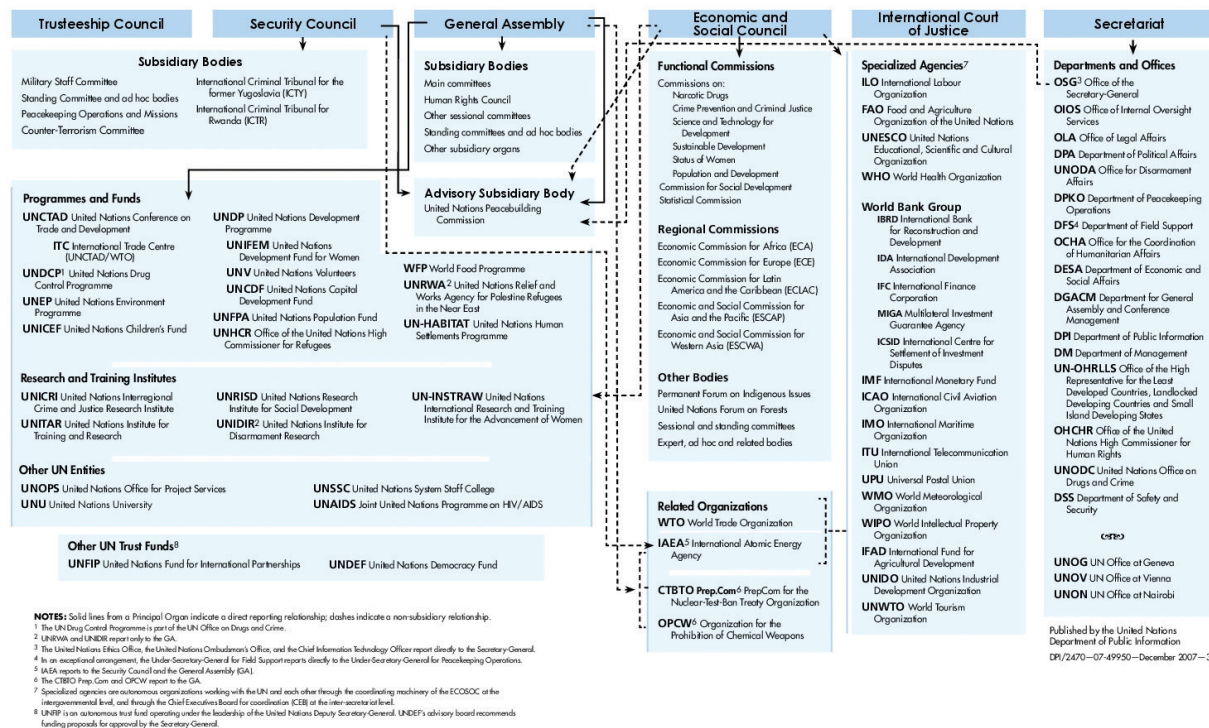 Trusteeship Council
Security Council
General Assembly
Economic and
Social Council
International Court
of Justice
Secretariat
Subsidiary Bodies
Military Staff Committee
Standing Committee and ad hoc bodies
Peacekeeping Operations and Missions
Counter-Terrorism Committee
International Criminal Tribunal for the
former Yugoslavia (ICTY)
International Criminal Tribunal for
Rwanda (ICTR)
Subsidiary Bodies
Main committees
Human Rights Council
Other sessional committees
Standing committees and ad hoc bodies
Other subsidiary organs
Advisory Subsidiary Body
United Nations Peacebuilding
Commission
Programmes and Funds
UNCTAD United Nations Conference on
Trade and Development
ITC International Trade Centre
(UNCTAD/WTO)
UNDCP¹ United Nations Drug
Control Programme
UNEP United Nations Environment
Programme
UNICEF United Nations Children's Fund
UNDP United Nations Development
Programme
UNIFEM United Nations
Development Fund for Women
UNV United Nations Volunteers
UNCDF United Nations Capital
Development Fund
UNFPA United Nations Population Fund
UNHCR Office of the United Nations High
Commissioner for Refugees
WFP World Food Programme
UNRWA² United Nations Relief and
Works Agency for Palestine Refugees
in the Near East
UN-HABITAT United Nations Human
Settlements Programme
Research and Training Institutes
UNICRI United Nations Interregional
Crime and Justice Research Institute
UNITAR United Nations Institute for
Training and Research
UNRISD United Nations Research
Institute for Social Development
UNIDIR² United Nations Institute for
Disarmament Research
UN-INSTRAW United Nations
International Research and Training
Institute for the Advancement of Women
Other UN Entities
UNOPS United Nations Office for Project Services
UNU United Nations University
UNSSC United Nations System Staff College
UNAIDS Joint United Nations Programme on HIV/AIDS
Other UN Trust Funds⁸
UNFIP United Nations Fund for International Partnerships
UNDEF United Nations Democracy Fund
Functional Commissions
Commissions on:
Narcotic Drugs
Crime Prevention and Criminal Justice
Science and Technology for
Development
Sustainable Development
Status of Women
Population and Development
Commission for Social Development
Statistical Commission
Regional Commissions
Economic Commission for Africa (ECA)
Economic Commission for Europe (ECE)
Economic Commission for Latin
America and the Caribbean (ECLAC)
Economic and Social Commission for
Asia and the Pacific (ESCAP)
Economic and Social Commission for
Western Asia (ESCWA)
Other Bodies
Permanent Forum on Indigenous Issues
United Nations Forum on Forests
Sessional and standing committees
Expert, ad hoc and related bodies
Related Organizations
WTO World Trade Organization
IAEA⁵ International Atomic Energy
Agency
CTBTO Prep.Com⁶ PrepCom for the
Nuclear-Test-Ban Treaty Organization
OPCW⁶ Organization for the
Prohibition of Chemical Weapons
Specialized Agencies⁷
ILO International Labour
Organization
FAO Food and Agriculture
Organization of the United Nations
UNESCO United Nations
Educational, Scientific and Cultural
Organization
WHO World Health Organization
World Bank Group
IBRD International Bank
for Reconstruction and
Development
IDA International Development
Association
IFC International Finance
Corporation
MIGA Multilateral Investment
Guarantee Agency
ICSID International Centre for
Settlement of Investment
Disputes
IMF International Monetary Fund
ICAO International Civil Aviation
Organization
IMO International Maritime
Organization
ITU International Telecommunication
Union
UPU Universal Postal Union
WMO World Meteorological
Organization
WIPO World Intellectual Property
Organization
IFAD International Fund for
Agricultural Development
UNIDO United Nations Industrial
Development Organization
UNWTO World Tourism
Organization
Departments and Offices
OSG³ Office of the
Secretary-General
OIOS Office of Internal Oversight
Services
OLA Office of Legal Affairs
DPA Department of Political Affairs
UNODA Office for Disarmament
Affairs
DPKO Department of Peacekeeping
Operations
DFS⁴ Department of Field Support
OCHA Office for the Coordination
of Humanitarian Affairs
DESA Department of Economic and
Social Affairs
DGACM Department for General
Assembly and Conference
Management
DPI Department of Public Information
DM Department of Management
UN-OHRLLS Office of the High
Representative for the Least
Developed Countries, Landlocked
Developing Countries and Small
Island Developing States
OHCHR Office of the United
Nations High Commissioner for
Human Rights
UNODC United Nations Office on
Drugs and Crime
DSS Department of Safety and
Security
UNOG UN Office at Geneva
UNOV UN Office at Vienna
UNON UN Office at Nairobi
Published by the United Nations
Department of Public Information
DPI/2470—07-49950—December 2007—3
NOTES: Solid lines from a Principal Organ indicate a direct reporting relationship; dashes indicate a non-subsidiary relationship.
¹ The UN Drug Control Programme is part of the UN Office on Drugs and Crime.
² UNRWA and UNIDIR report only to the GA.
³ The United Nations Ethics Office, the United Nations Ombudsman's Office, and the Chief Information Technology Officer report directly to the Secretary-General.
⁴ In an exceptional arrangement, the Under-Secretary-General for Field Support reports directly to the Under-Secretary-General for Peacekeeping Operations.
⁵ IAEA reports to the Security Council and the General Assembly (GA).
⁶ The CTBTO Prep.Com and OPCW report to the GA.
⁷ Specialized agencies are autonomous organizations working with the UN and each other through the coordinating machinery of the ECOSOC at the
intergovernmental level, and through the Chief Executives Board for coordination (CEB) at the inter-secretariat level.
⁸ UNFIP is an autonomous trust fund operating under the leadership of the United Nations Deputy Secretary-General. UNDEF's advisory board recommends
funding proposals for approval by the Secretary-General.